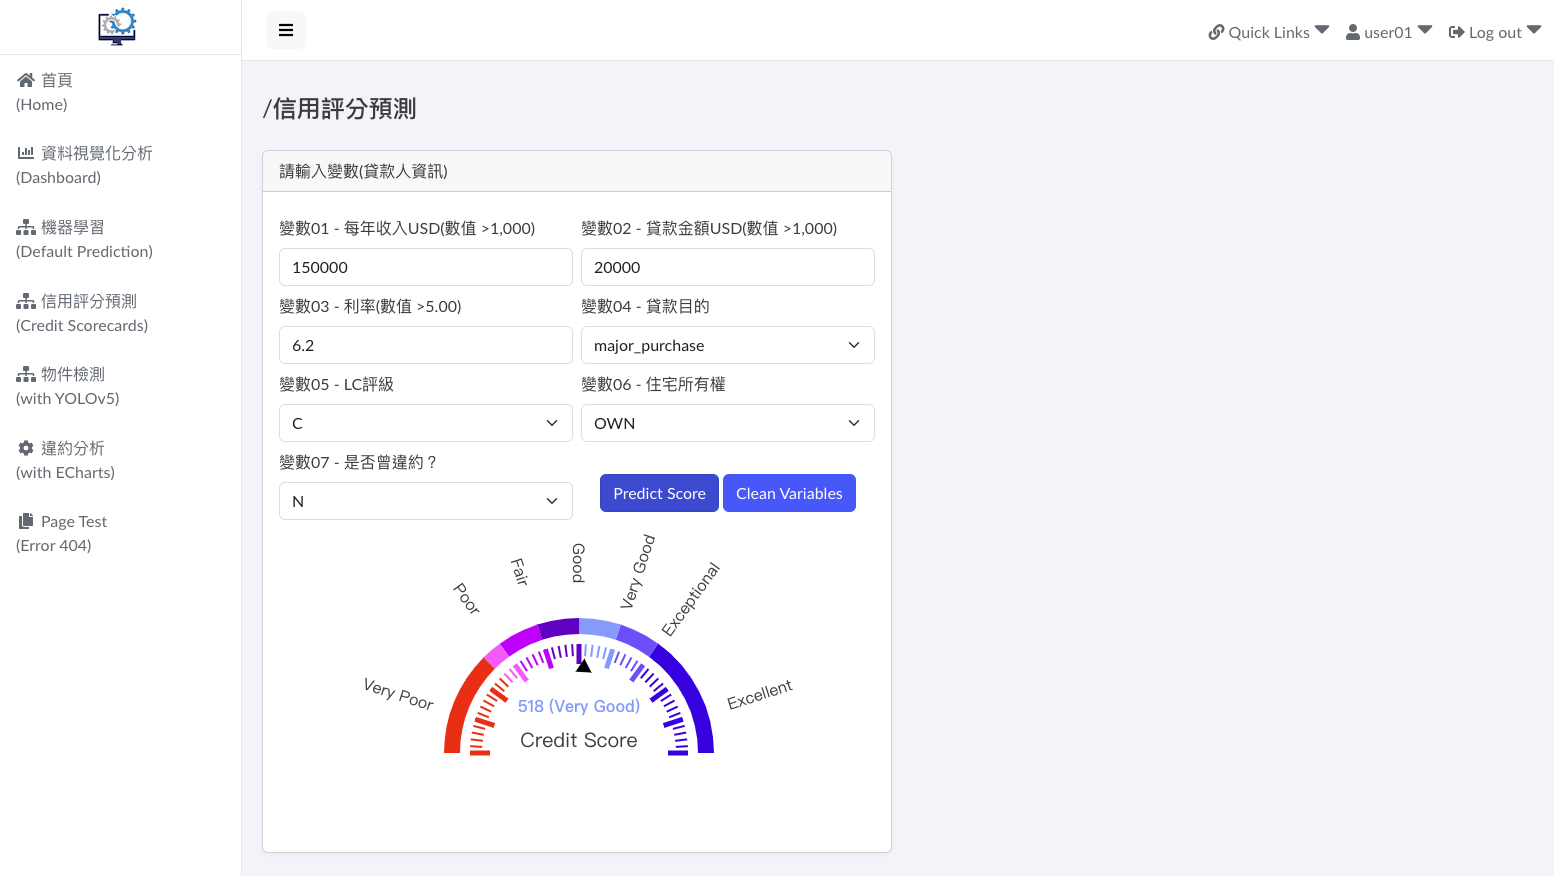 Quick Links
user01
Log out
首頁
(Home)
資料視覺化分析
(Dashboard)
機器學習
(Default Prediction)
信用評分預測
(Credit Scorecards)
物件檢測
(with YOLOv5)
違約分析
(with ECharts)
Page Test
(Error 404)
/信用評分預測
請輸入變數(貸款人資訊)
變數01 - 每年收入USD(數值 >1,000)
變數02 - 貸款金額USD(數值 >1,000)
150000
20000
變數03 - 利率(數值 >5.00)
變數04 - 貸款目的
6.2
major_purchase
變數05 - LC評級
變數06 - 住宅所有權
C
OWN
變數07 - 是否曾違約？
N
Predict Score
Clean Variables
Very Poor
Poor
Fair
Good
Very Good
Exceptional
Excellent
518 (Very Good)
Credit Score